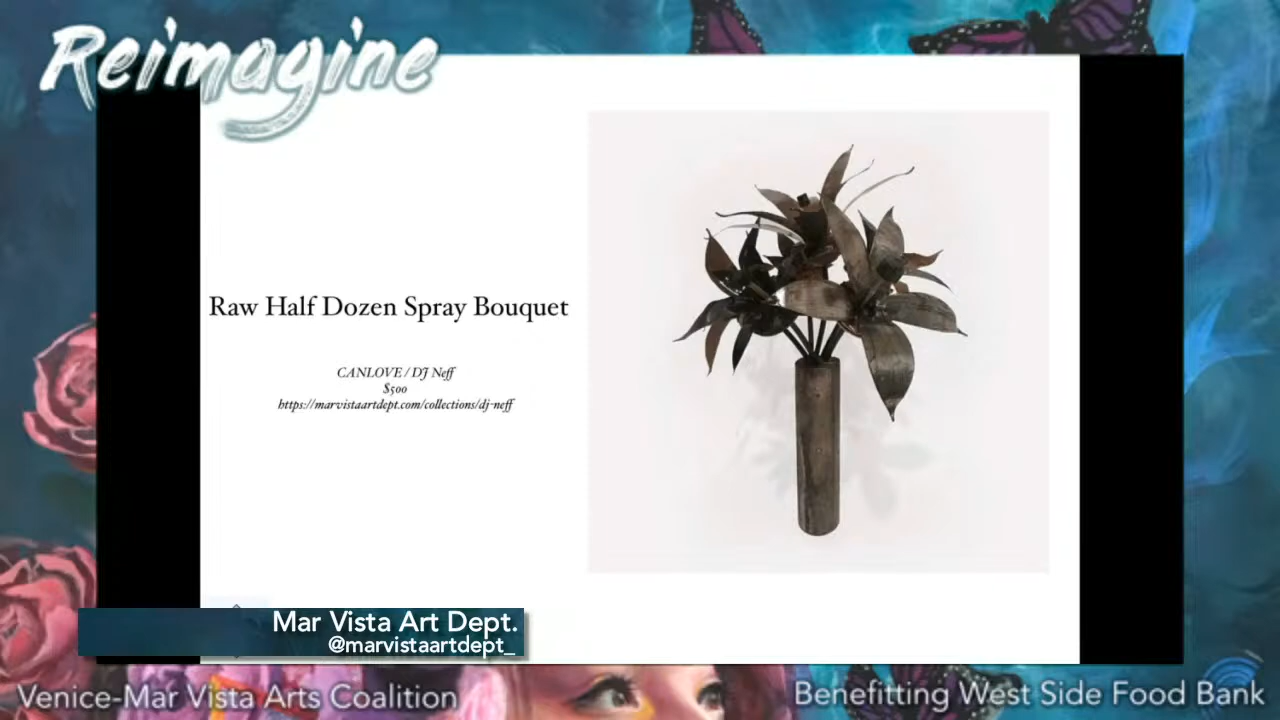 Reimagine
Raw Half Dozen Spray Bouquet
CANLOVE / DJ Neff
$500
https://marvistaartdept.com/collections/dj-neff
Mar Vista Art Dept.
@marvistaartdept_
Venice-Mar Vista Arts Coalition
Benefitting West Side Food Bank